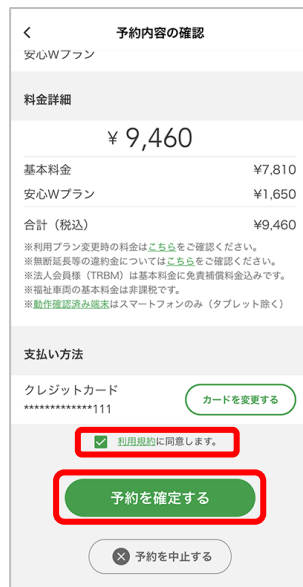 予約内容の確認
安心Wプラン
料金詳細
¥ 9,460
基本料金 ¥7,810
安心Wプラン ¥1,650
合計（税込） ¥9,460
※利用プラン変更時の料金はこちらをご確認ください。
※無断延長等の違約金についてはこちらをご確認ください。
※法人会員様（TRBM）は基本料金に免責補償料金込みです。
※福祉車両の基本料金は非課税です。
※動作確認済み端末はスマートフォンのみ（タブレット除く）
支払い方法
クレジットカード
*************111
カードを変更する
利用規約に同意します。
予約を確定する
予約を中止する